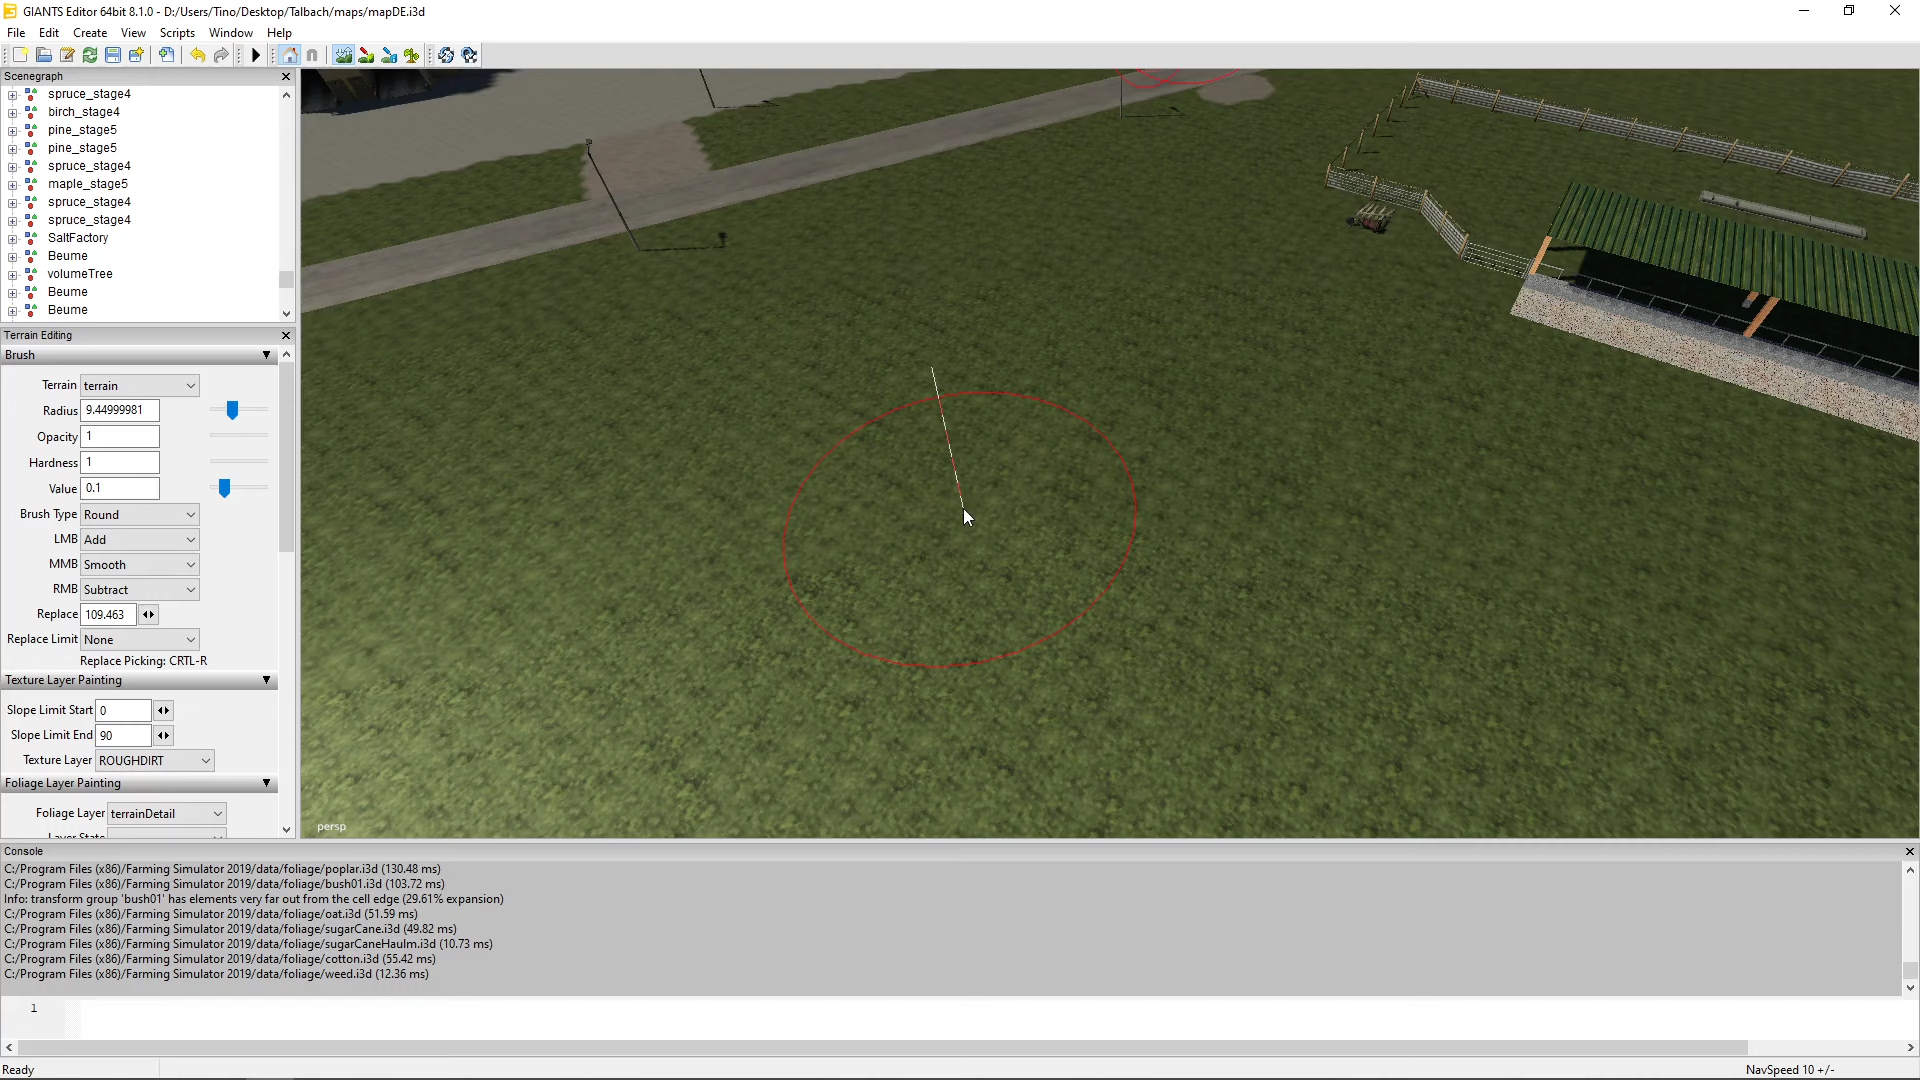 GIANTS Editor 64bit 8.1.0 - D:/Users/Tino/Desktop/Talbach/maps/mapDE.i3d
File Edit Create View Scripts Window Help
Scenegraph
spruce_stage4
birch_stage4
pine_stage5
pine_stage5
spruce_stage4
maple_stage5
spruce_stage4
spruce_stage4
SaltFactory
Beume
volumeTree
Beume
Beume
Terrain Editing
Brush
Terrain terrain
Radius 9.44999981
Opacity 1
Hardness 1
Value 0.1
Brush Type Round
LMB Add
MMB Smooth
RMB Subtract
Replace 109.463
Replace Limit None
Replace Picking: CRTL-R
Texture Layer Painting
Slope Limit Start 0
Slope Limit End 90
Texture Layer ROUGHDIRT
Foliage Layer Painting
Foliage Layer terrainDetail
Layer State
persp
Console
C:/Program Files (x86)/Farming Simulator 2019/data/foliage/poplar.i3d (130.48 ms)
C:/Program Files (x86)/Farming Simulator 2019/data/foliage/bush01.i3d (103.72 ms)
Info: transform group 'bush01' has elements very far out from the cell edge (29.61% expansion)
C:/Program Files (x86)/Farming Simulator 2019/data/foliage/oat.i3d (51.59 ms)
C:/Program Files (x86)/Farming Simulator 2019/data/foliage/sugarCane.i3d (49.82 ms)
C:/Program Files (x86)/Farming Simulator 2019/data/foliage/sugarCaneHaulm.i3d (10.73 ms)
C:/Program Files (x86)/Farming Simulator 2019/data/foliage/cotton.i3d (55.42 ms)
C:/Program Files (x86)/Farming Simulator 2019/data/foliage/weed.i3d (12.36 ms)
1
Ready
NavSpeed 10 +/-